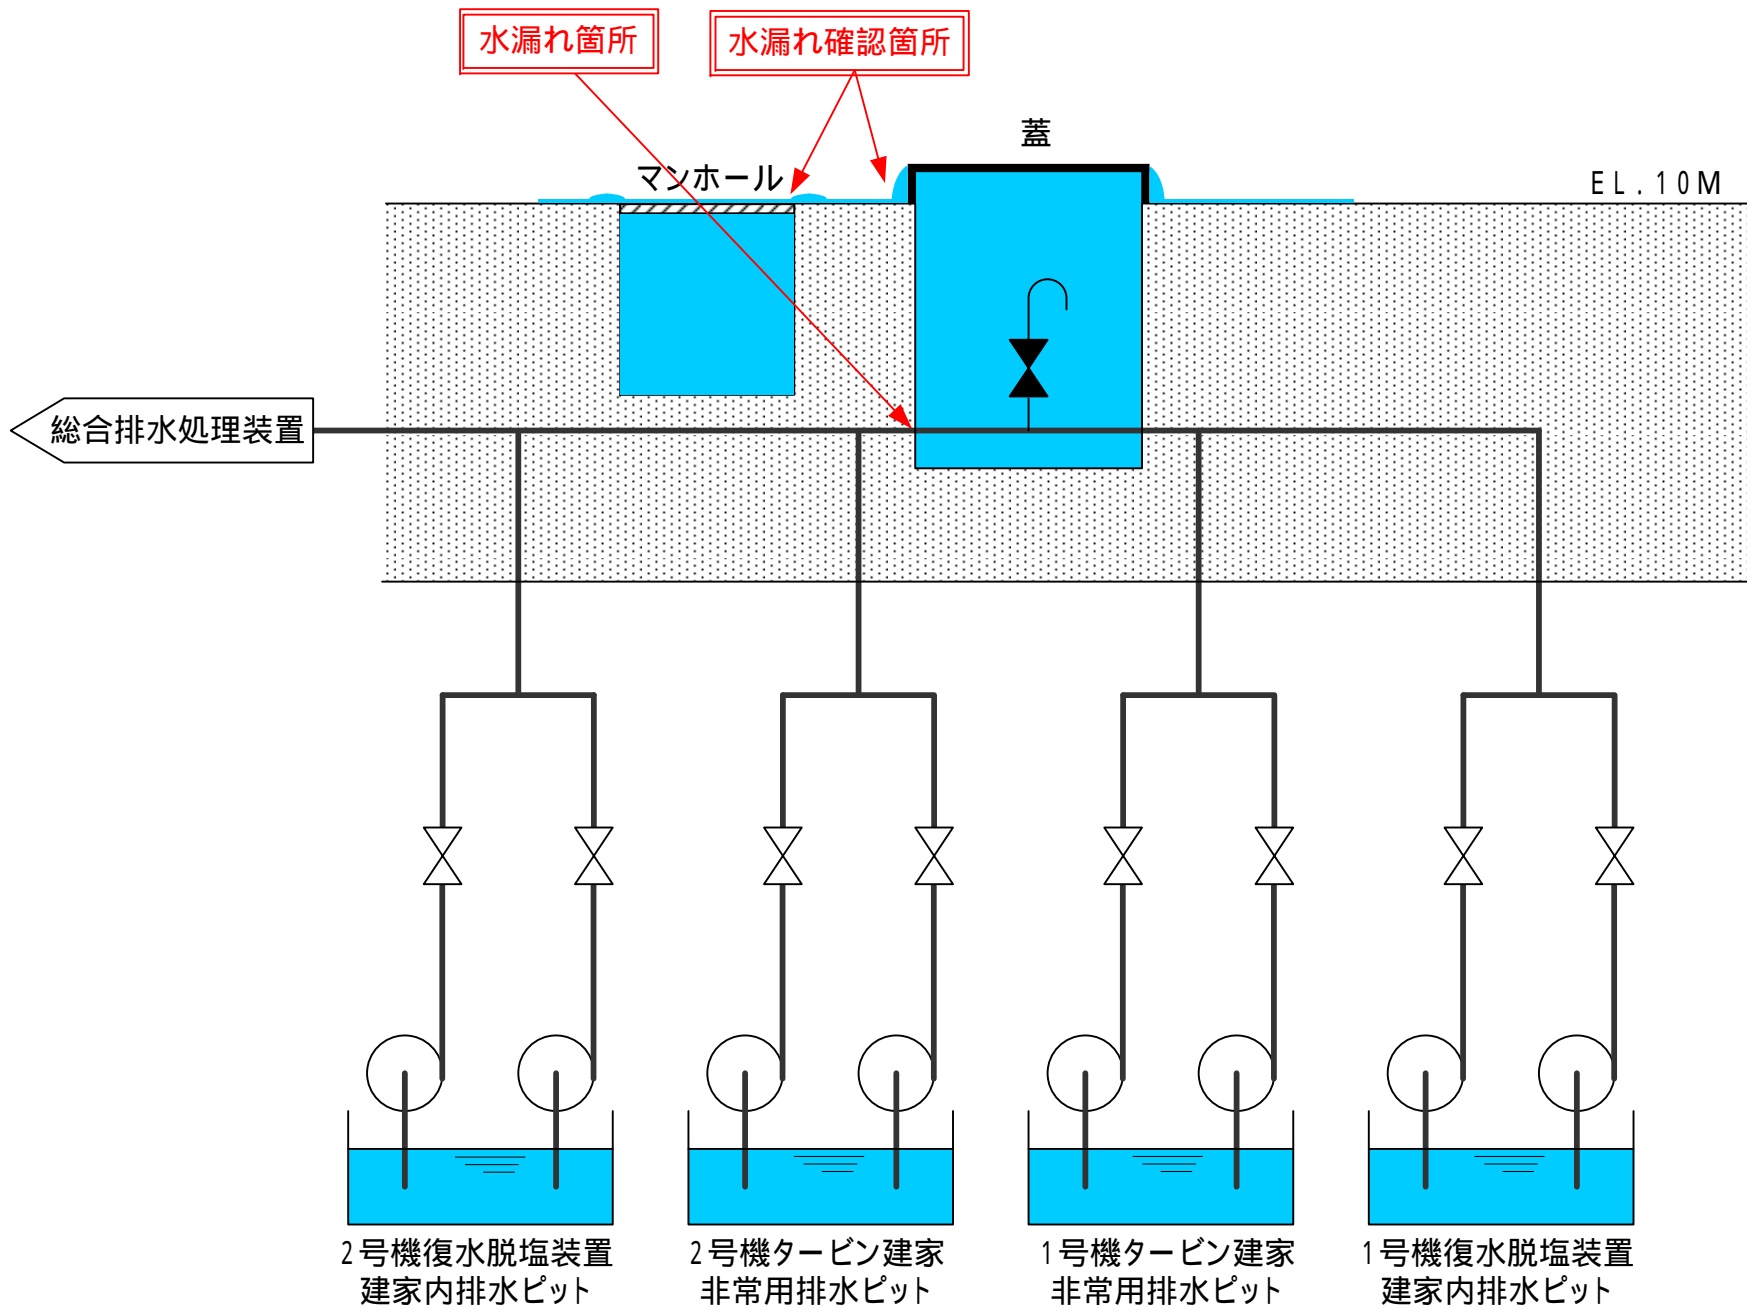 水漏れ箇所
水漏れ確認箇所
蓋
マンホール
EL.10M
総合排水処理装置
2号機復水脱塩装置
建家内排水ピット
2号機タービン建家
非常用排水ピット
1号機タービン建家
非常用排水ピット
1号機復水脱塩装置
建家内排水ピット